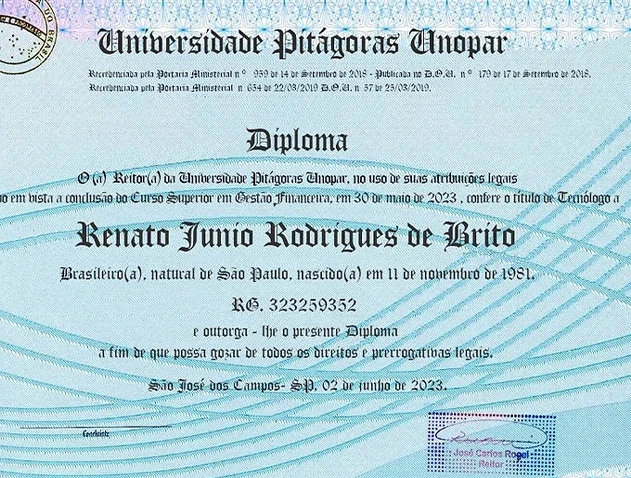 DO BRASIL
Universidade Pitágoras Unopar
Recredenciada pela Portaria Ministerial n º 959 de 14 de Setembro de 2018 - Publicada no D.O.U. n º 179 de 17 de Setembro de 2018.
Recredenciada pela Portaria Ministerial n 654 de 22/03/2019 D.O.U. n 57 de 25/03/2019.
Diploma
O (a) Reitor(a) da Universidade Pitágoras Unopar, no uso de suas atribuições legais
em vista a conclusão do Curso Superior em Gestão Financeira, em 30 de maio de 2023 , confere o título de Tecnólogo a
Renato Junio Rodrigues de Brito
Brasileiro(a), natural de São Paulo, nascido(a) em 11 de novembro de 1981.
RG. 323259352
e outorga - lhe o presente Diploma
a fim de que possa gozar de todos os direitos e prerrogativas legais.
São José dos Campos- SP, 02 de junho de 2023.
José Carlos
Reitor